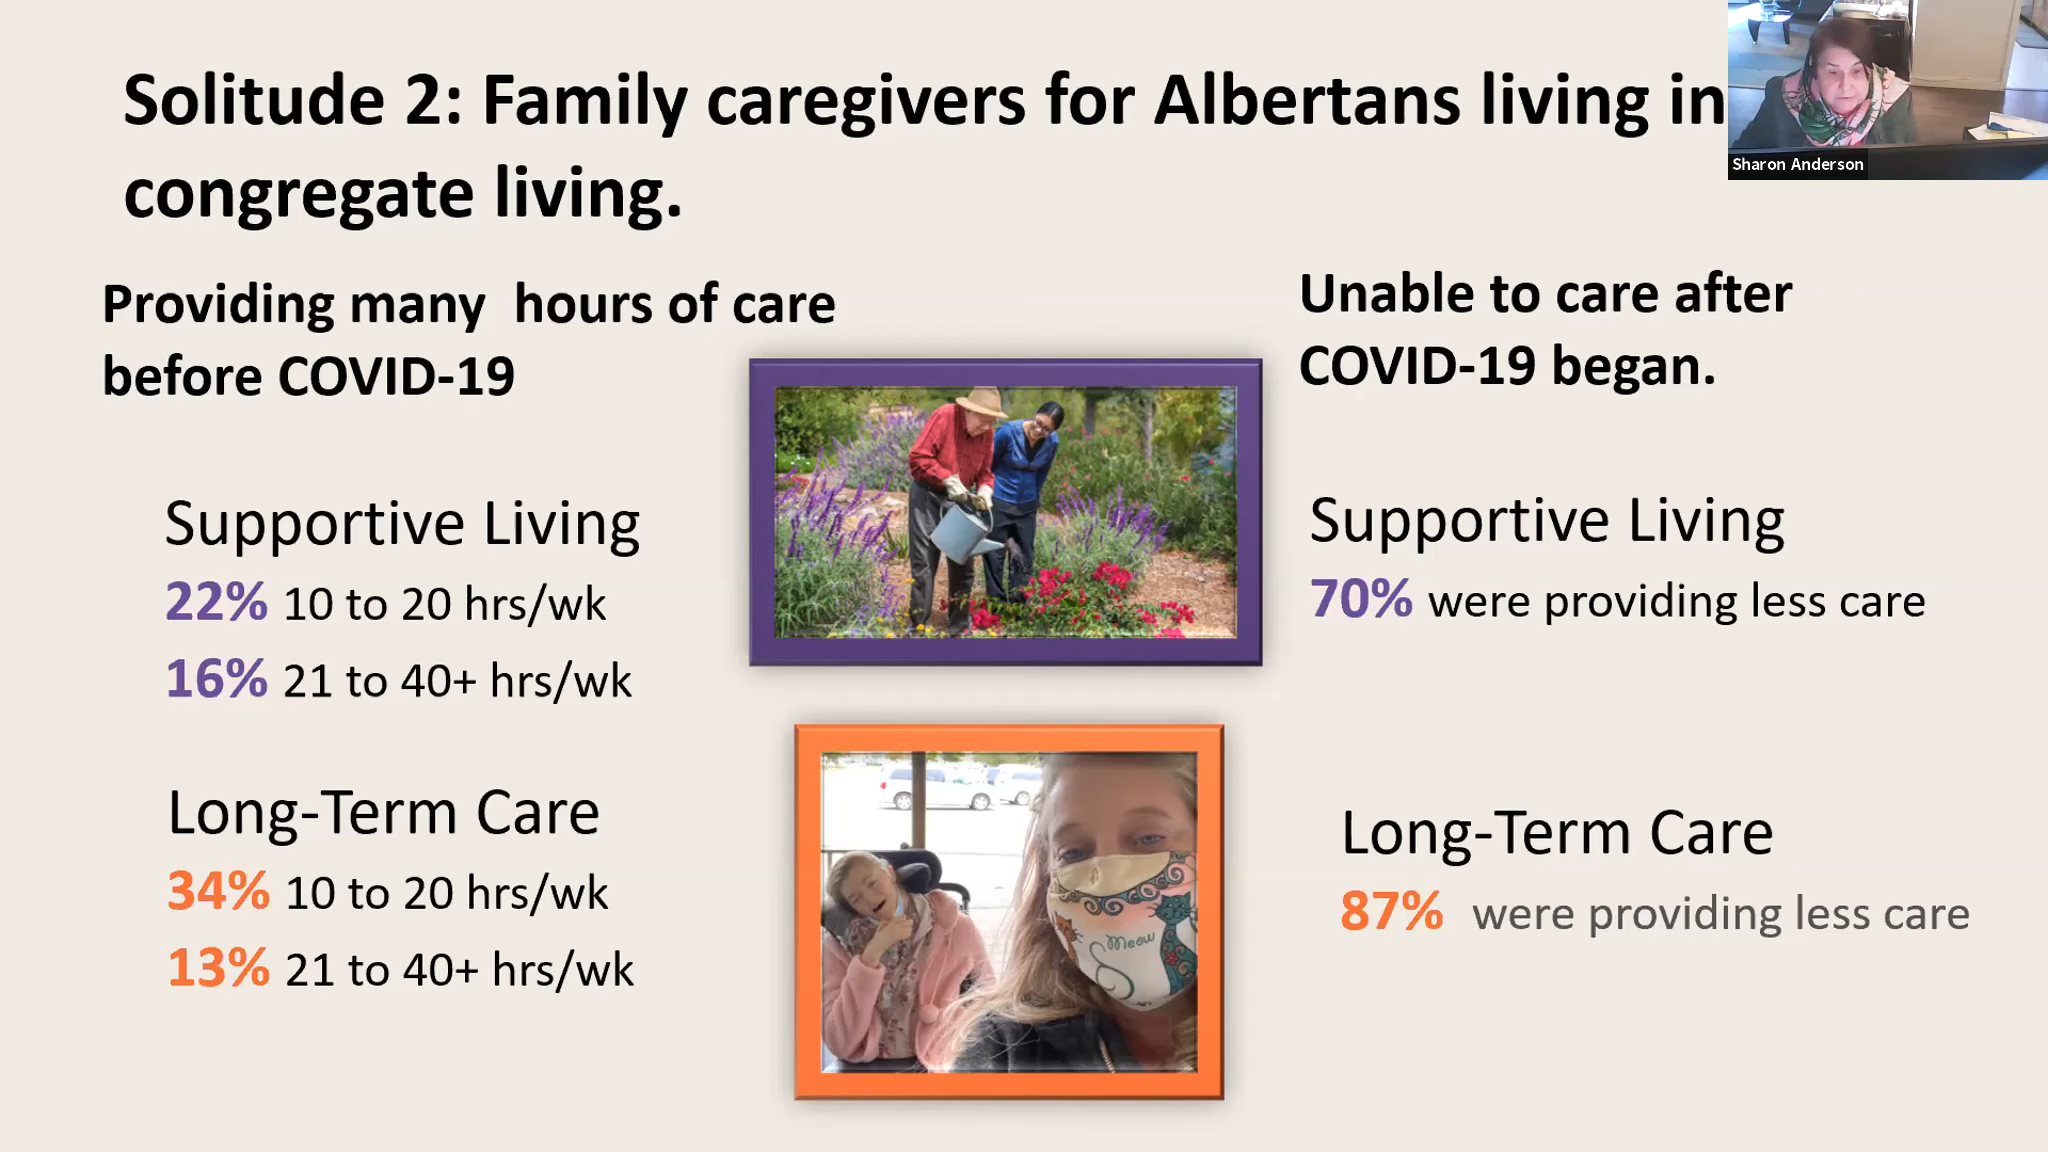 Solitude 2: Family caregivers for Albertans living in
congregate living.
Sharon Anderson
Providing many hours of care
before COVID-19
Supportive Living
22% 10 to 20 hrs/wk
16% 21 to 40+ hrs/wk
Long-Term Care
34% 10 to 20 hrs/wk
13% 21 to 40+ hrs/wk
Meow
Unable to care after
COVID-19 began.
Supportive Living
70% were providing less care
Long-Term Care
87% were providing less care